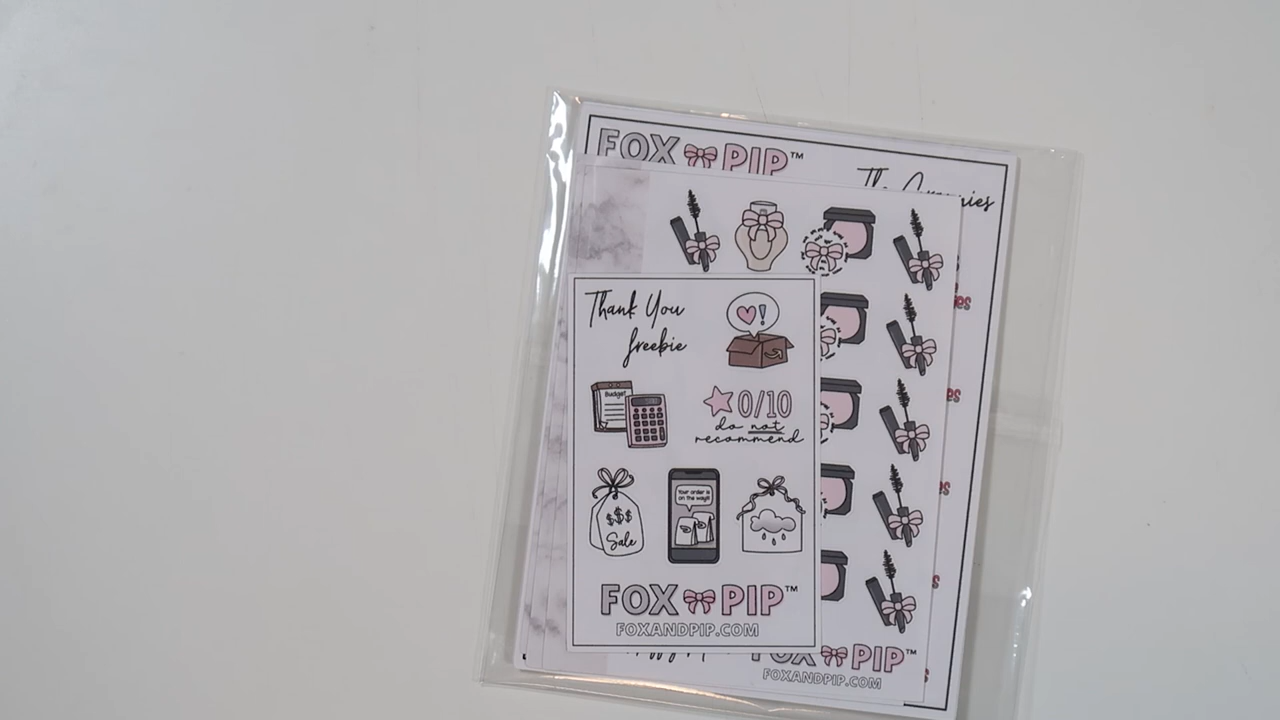 FOX PIP™
The
Thank You
freebie
Budget
0/10
do not
recommend
$$$
Sale
Your order is
on the way!!
FOX PIP™
FOXANDPIP.COM
FOX PIP™
FOXANDPIP.COM